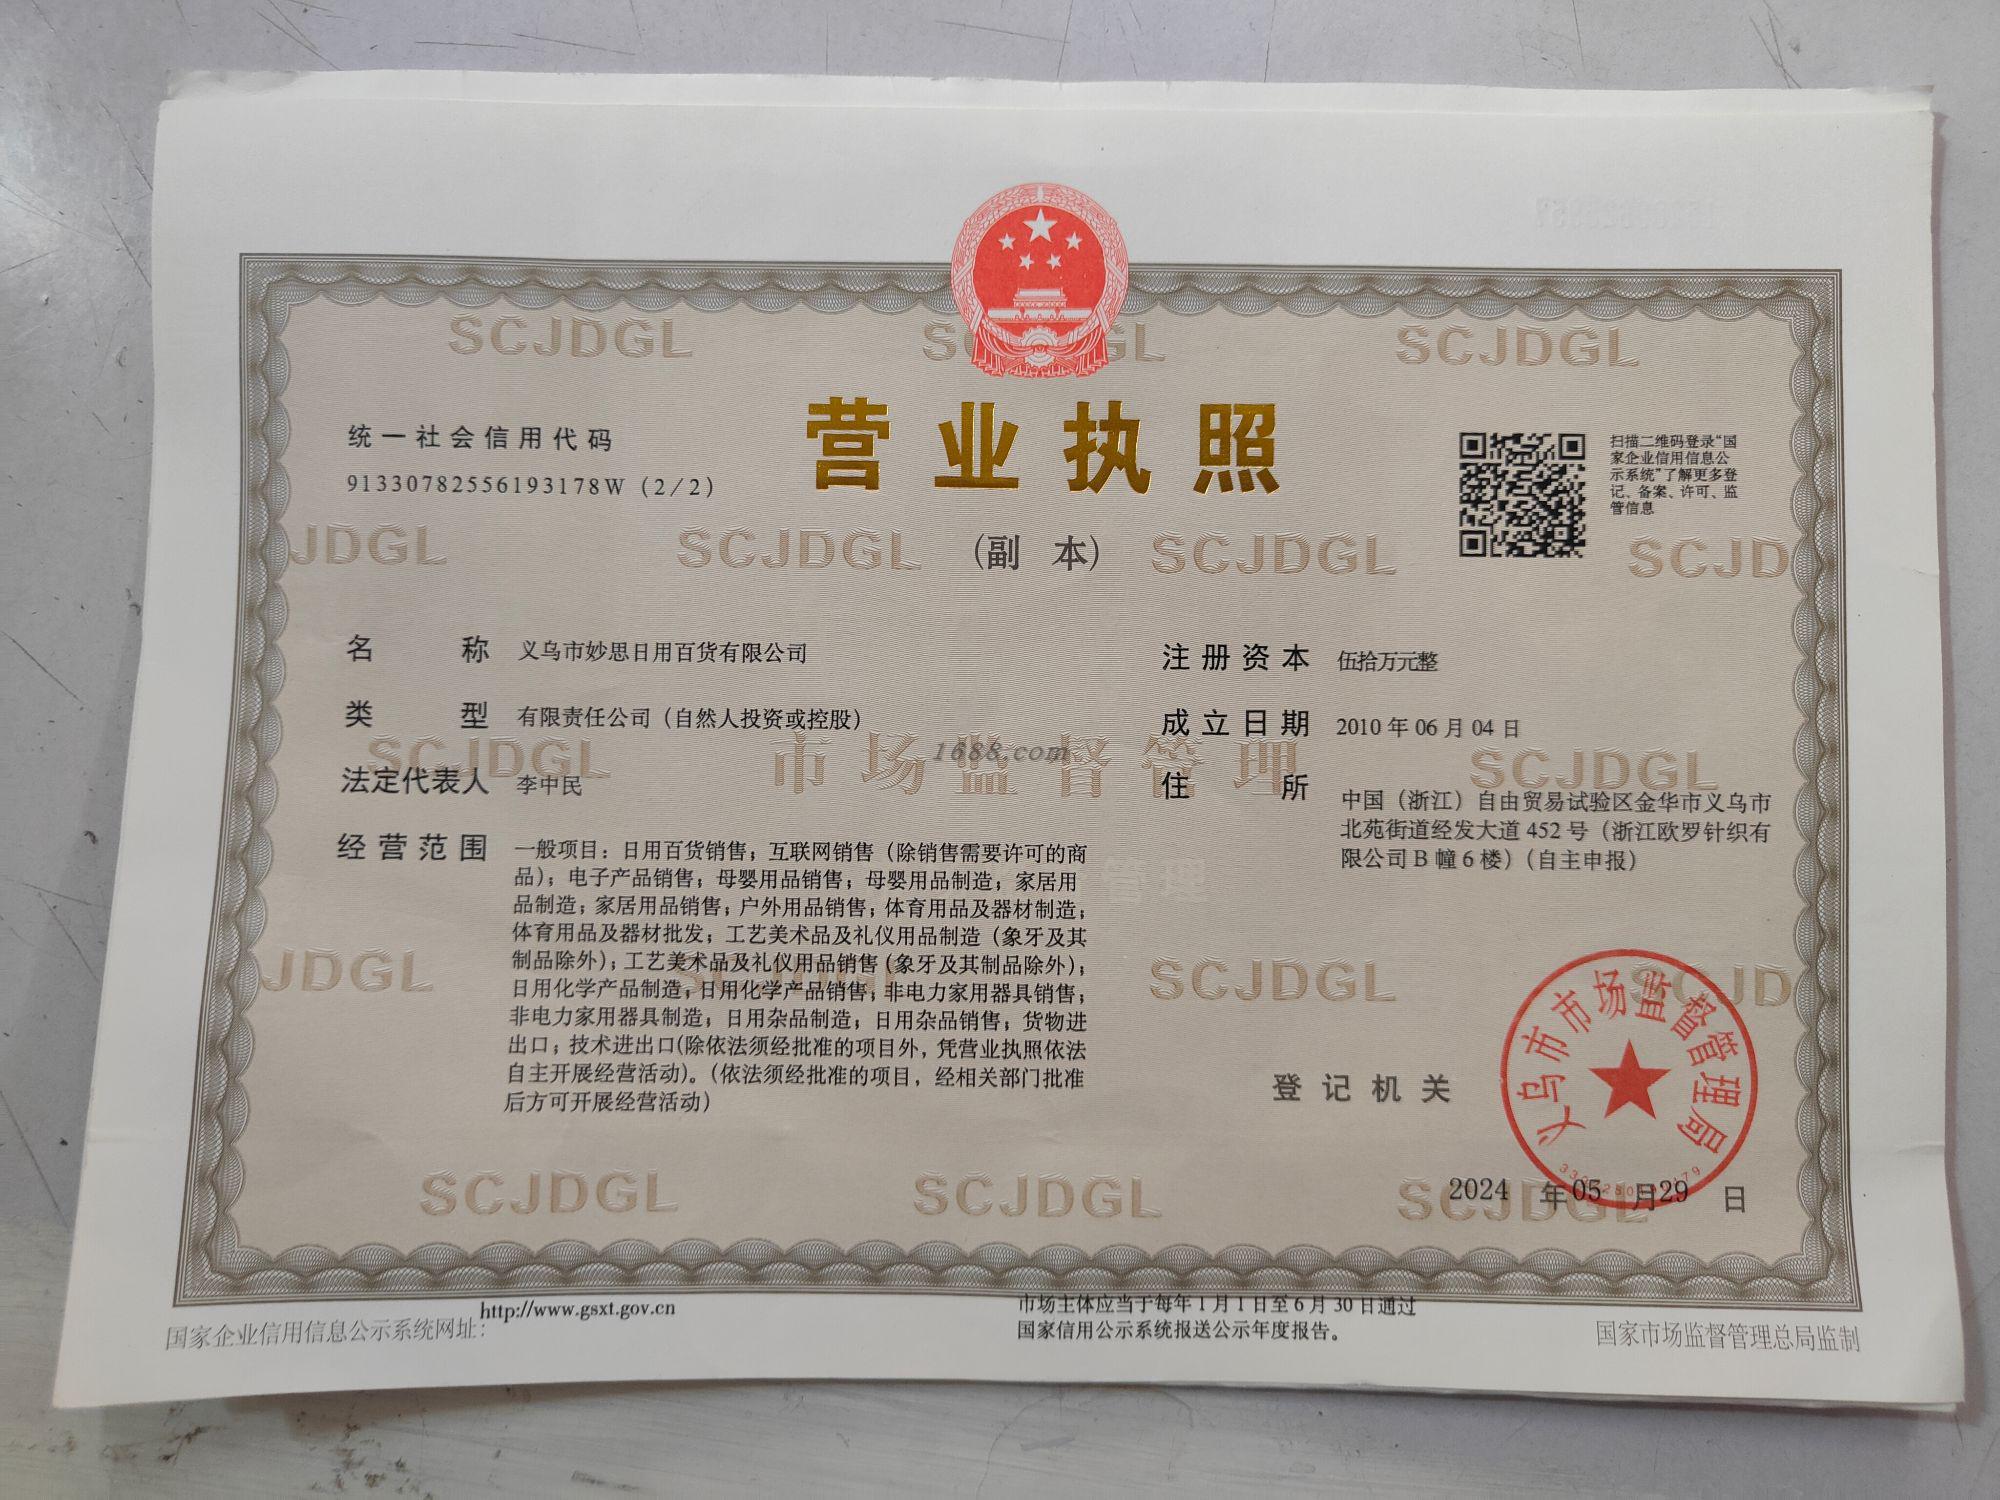 营业执照
(副 本)
统一社会信用代码
91330782556193178W (2/2)
扫描二维码登录“国
家企业信用信息公
示系统”了解更多登
记、备案、许可、监
管信息
名 称 义乌市妙思日用百货有限公司
类 型 有限责任公司（自然人投资或控股）
法定代表人 李中民
经营范围 一般项目：日用百货销售；互联网销售（除销售需要许可的商
品）；电子产品销售；母婴用品销售；母婴用品制造；家居用
品制造；家居用品销售；户外用品销售；体育用品及器材制造；
体育用品及器材批发；工艺美术品及礼仪用品制造（象牙及其
制品除外）；工艺美术品及礼仪用品销售（象牙及其制品除外）；
日用化学产品制造；日用化学产品销售；非电力家用器具销售；
非电力家用器具制造；日用杂品制造；日用杂品销售；货物进
出口；技术进出口(除依法须经批准的项目外，凭营业执照依法
自主开展经营活动)。（依法须经批准的项目，经相关部门批准
后方可开展经营活动）
注册资本 伍拾万元整
成立日期 2010 年 06 月 04 日
住 所 中国（浙江）自由贸易试验区金华市义乌市
北苑街道经发大道 452 号（浙江欧罗针织有
限公司 B 幢 6 楼）（自主申报）
登记机关
义乌市市场监督管理局
2024 年 05 月 29 日
SCJDGL
SCJDGL
JDGL
SCJDGL
SCJDGL
SCJD
SCJDGL
市场监督管理
SCJDGL
1688.com
管理
JDGL
SCJDGL
SCJDGL
SCJDGL
SCJDGL
SCJDGL
http://www.gsxt.gov.cn
国家企业信用信息公示系统网址：
市场主体应当于每年 1 月 1 日至 6 月 30 日通过
国家信用公示系统报送公示年度报告。
国家市场监督管理总局监制